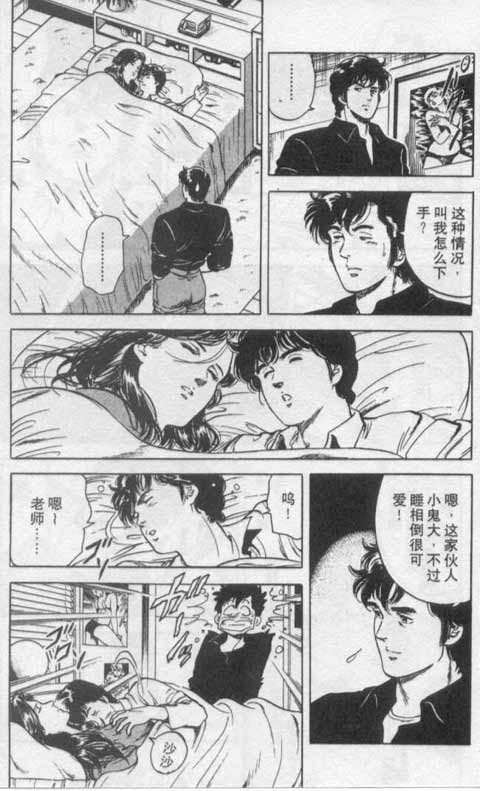 …………
这种情况，
叫我怎么下
手？
…………
嗯，这家伙人
小鬼大，不过
睡相倒很可
爱！
呜！
嗯～
老师……
沙沙